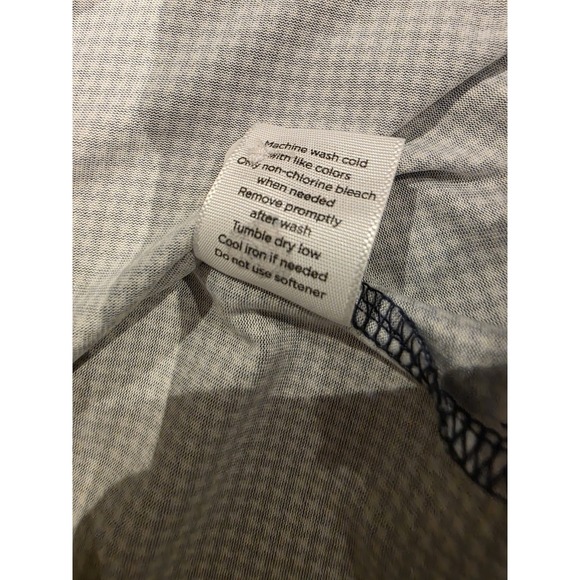 Machine wash cold
with like colors
Only non-chlorine bleach
when needed
Remove promptly
after wash
Tumble dry low
Cool iron if needed
Do not use softener